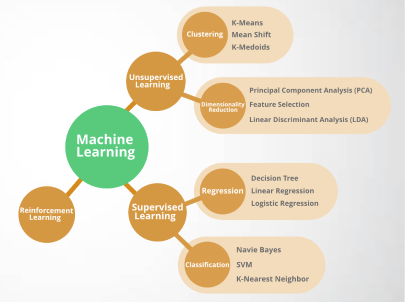 Clustering
K-Means
Mean Shift
K-Medoids
Unsupervised
Learning
Dimensionality
Reduction
Principal Component Analysis (PCA)
Feature Selection
Linear Discriminant Analysis (LDA)
Machine
Learning
Reinforcement
Learning
Supervised
Learning
Regression
Decision Tree
Linear Regression
Logistic Regression
Classification
Navie Bayes
SVM
K-Nearest Neighbor